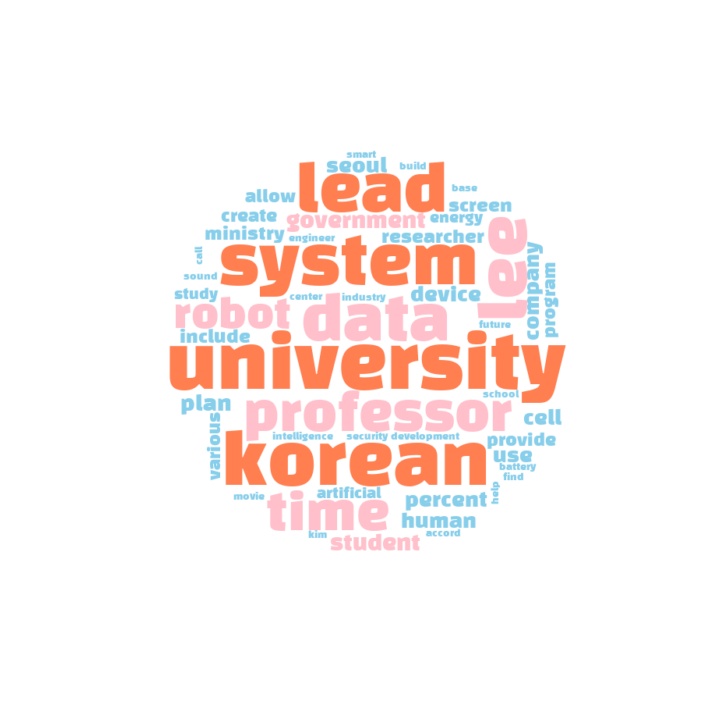 smart
seoul build
lead base
allow screen
create government energy
ministry engineer researcher
lee
system
call
sound
company
program
study center industry device
robot data future
include
university
school
plan professor cell
various
intelligence security development provide
korean use
battery
find
help
movie artificial percent
time human
kim accord
student